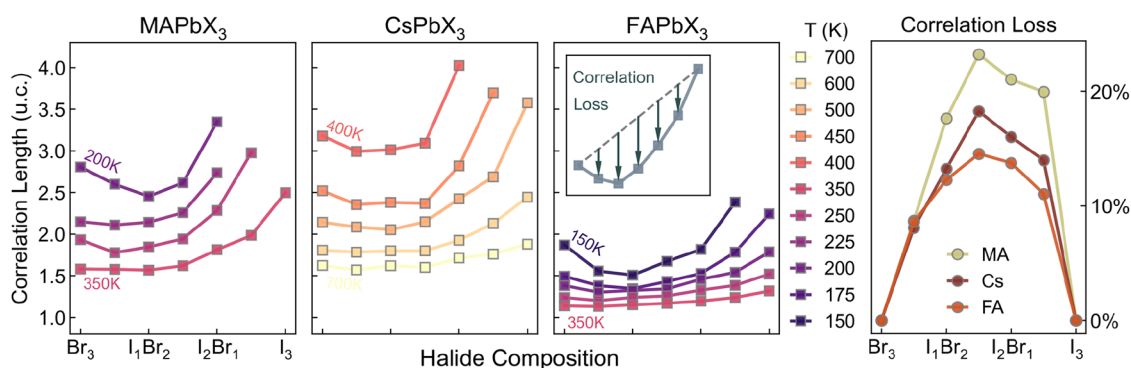 MAPbX₃ CsPbX₃ FAPbX₃ T (K) Correlation Loss
Correlation Length (u.c.)
4.0
3.5
3.0
2.5
2.0
1.5
1.0
200K
350K
400K
700K
Correlation
Loss
150K
350K
700
600
500
450
400
350
250
225
200
175
150
20%
10%
0%
MA
Cs
FA
Br₃ I₁Br₂ I₂Br₁ I₃
Halide Composition
Br₃ I₁Br₂ I₂Br₁ I₃